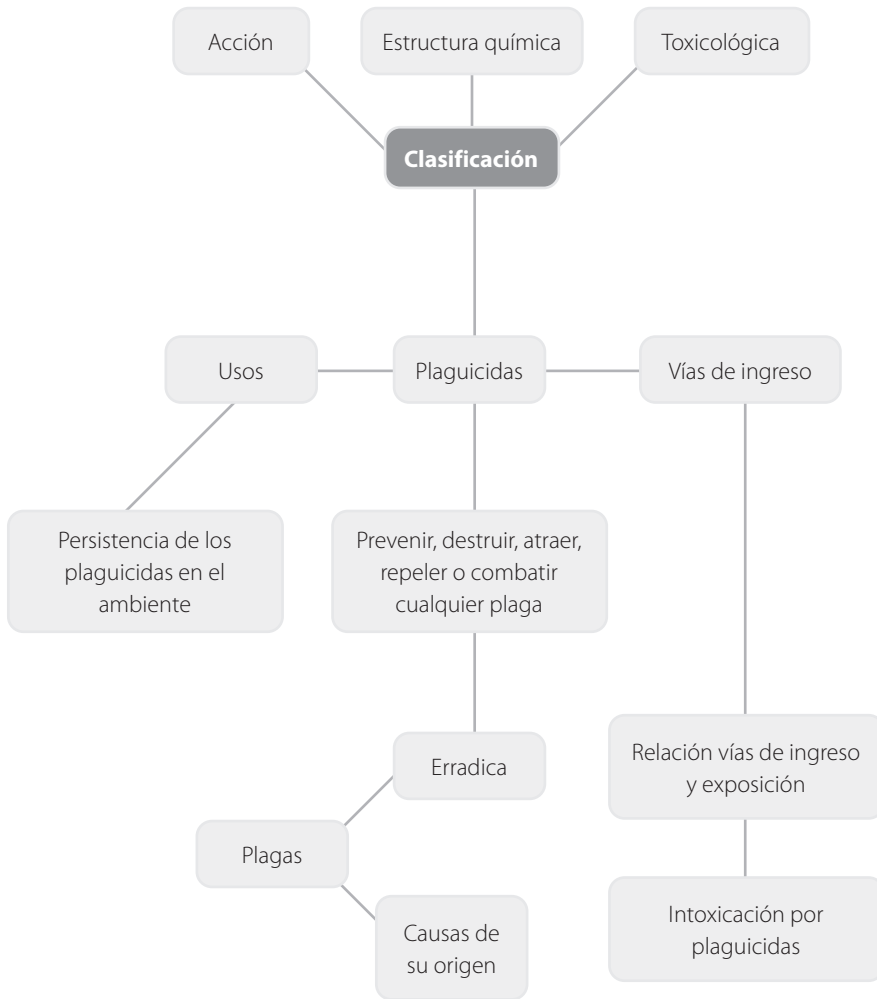 Acción
Estructura química
Toxicológica
Clasificación
Usos
Plaguicidas
Vías de ingreso
Persistencia de los
plaguicidas en el
ambiente
Prevenir, destruir, atraer,
repeler o combatir
cualquier plaga
Erradica
Relación vías de ingreso
y exposición
Plagas
Causas de
su origen
Intoxicación por
plaguicidas